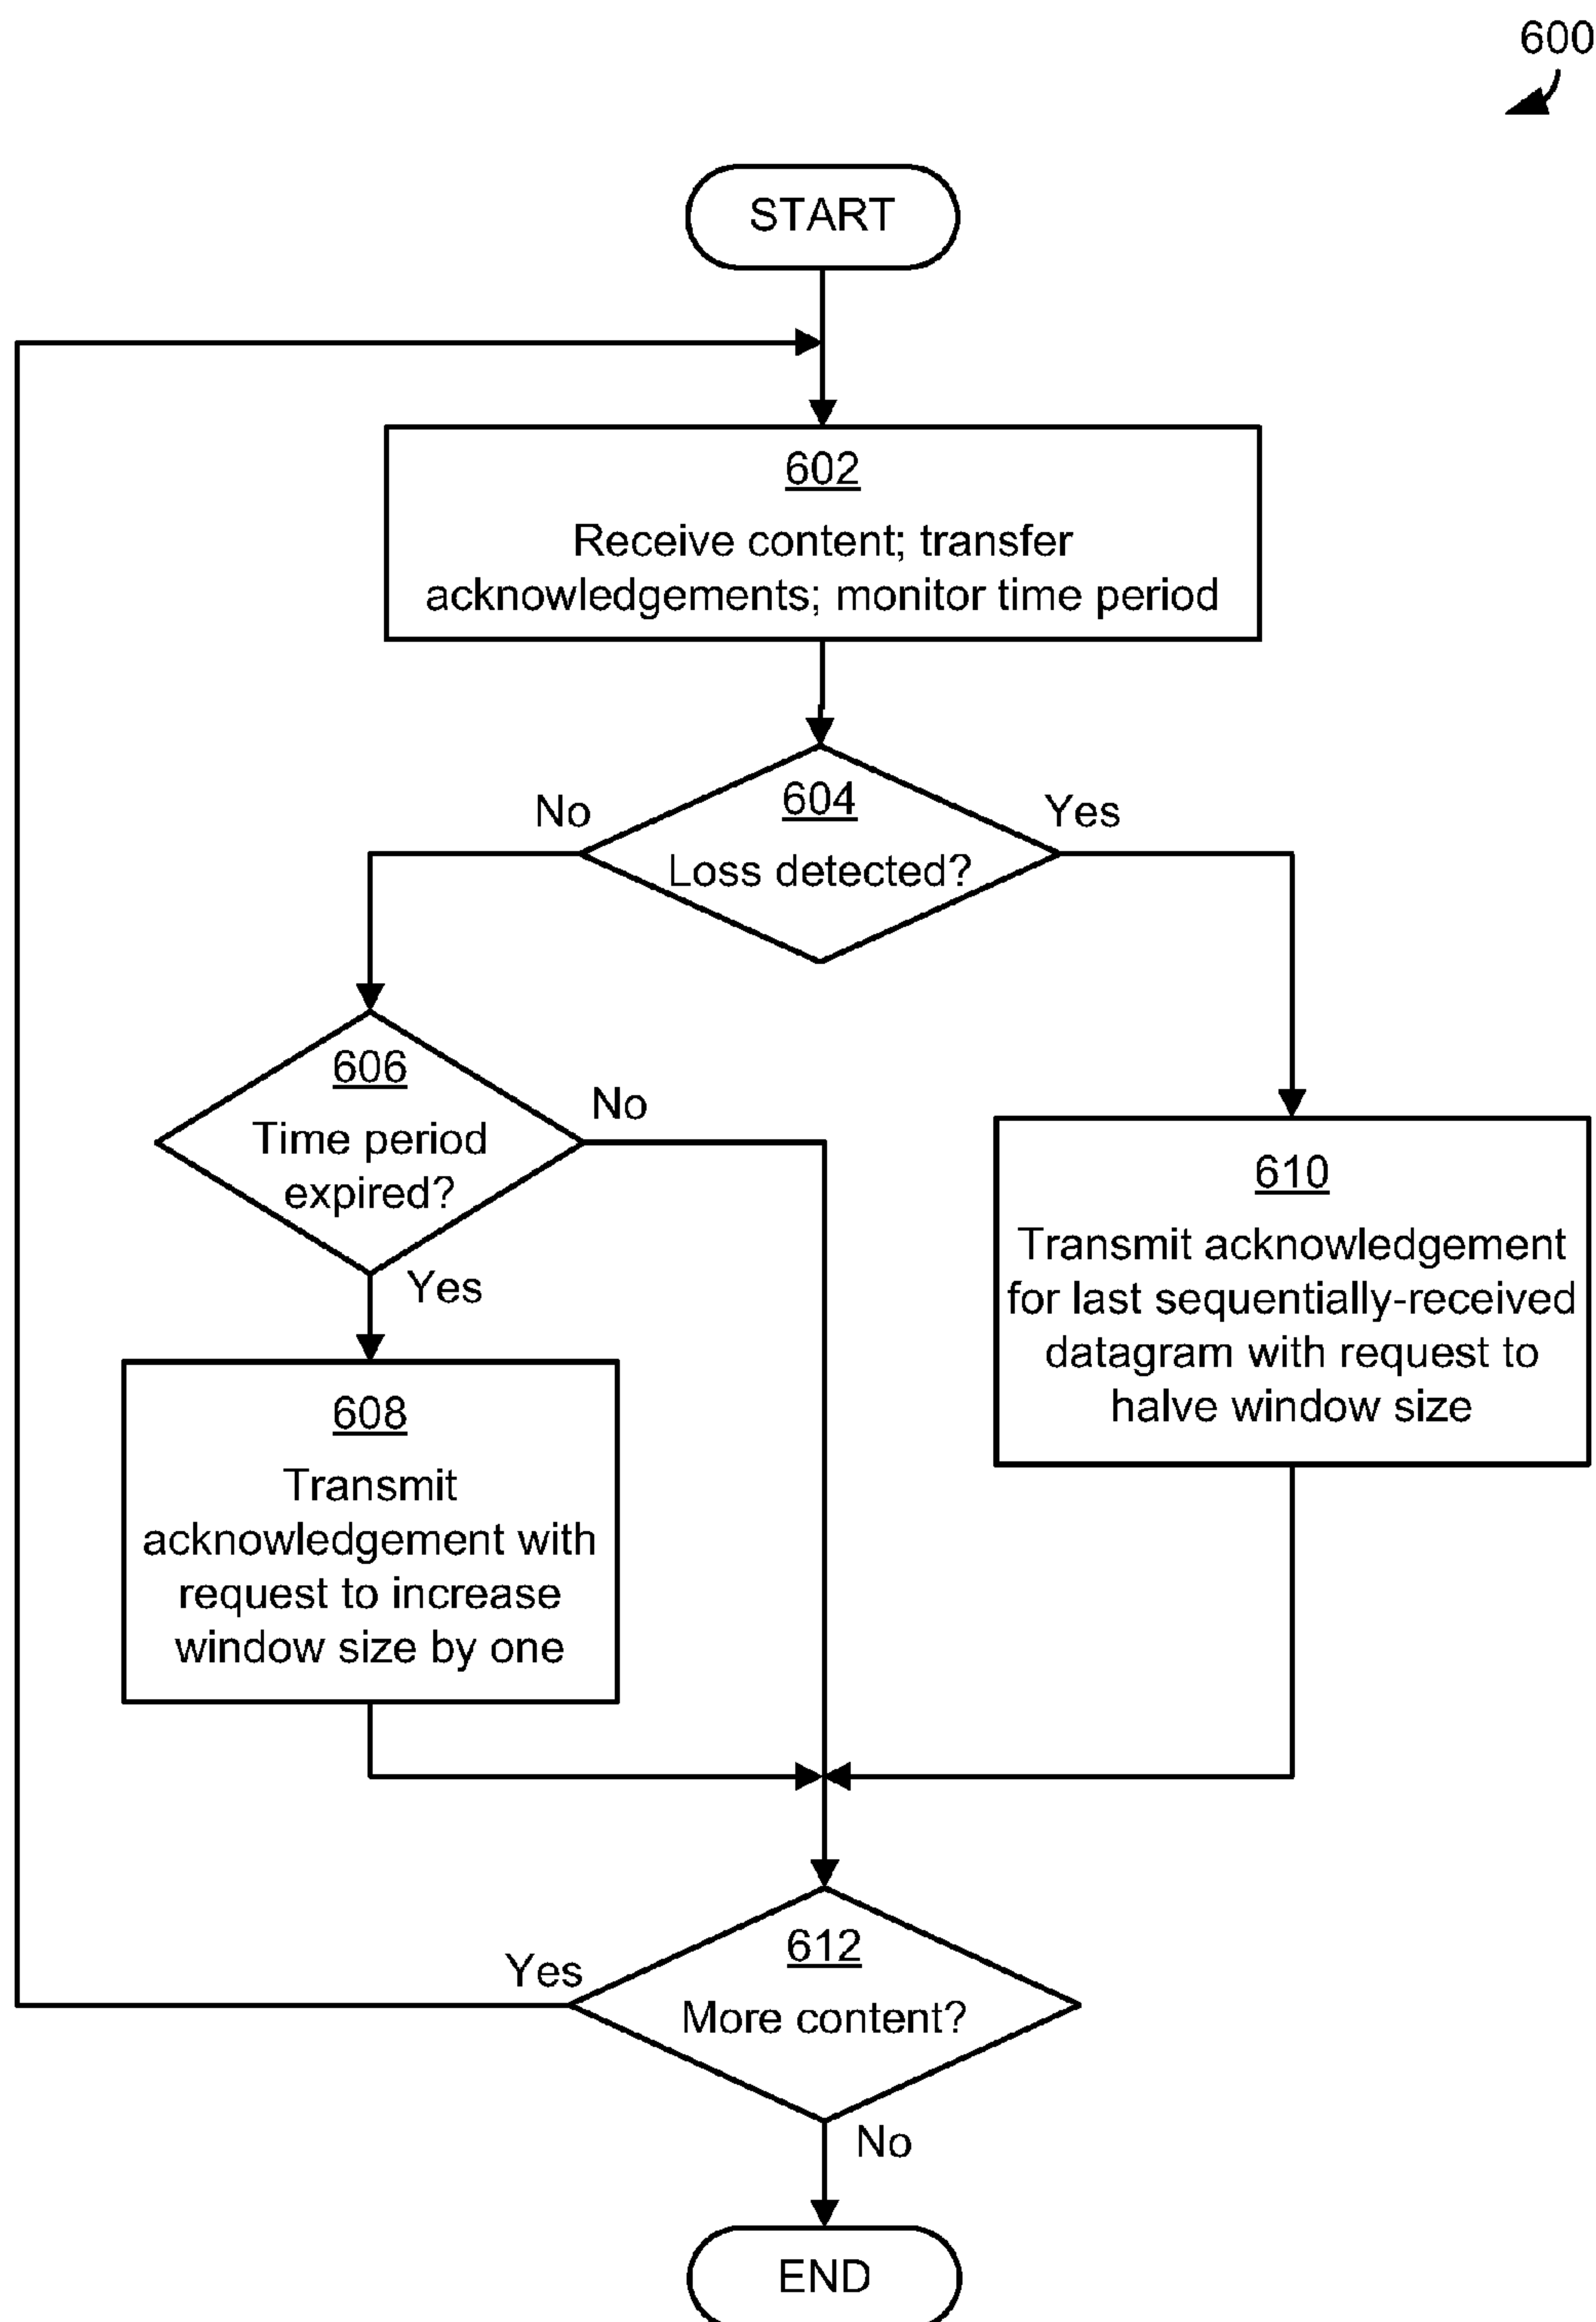 600
START
602
Receive content; transfer
acknowledgements; monitor time period
604
Loss detected?
No
Yes
606
Time period
expired?
No
Yes
608
Transmit
acknowledgement with
request to increase
window size by one
610
Transmit acknowledgement
for last sequentially-received
datagram with request to
halve window size
612
More content?
Yes
No
END